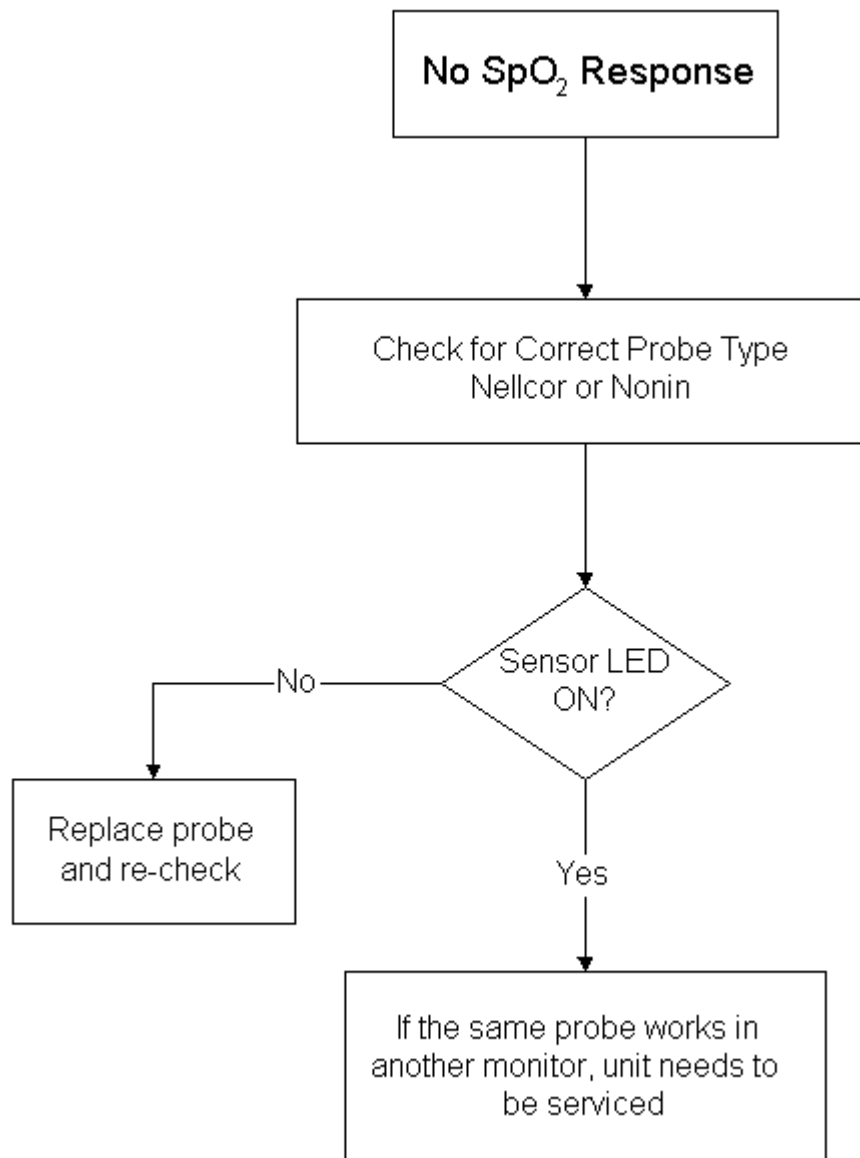 No SpO₂ Response
Check for Correct Probe Type
Nellcor or Nonin
Sensor LED
ON?
No
Replace probe
and re-check
Yes
If the same probe works in
another monitor, unit needs to
be serviced